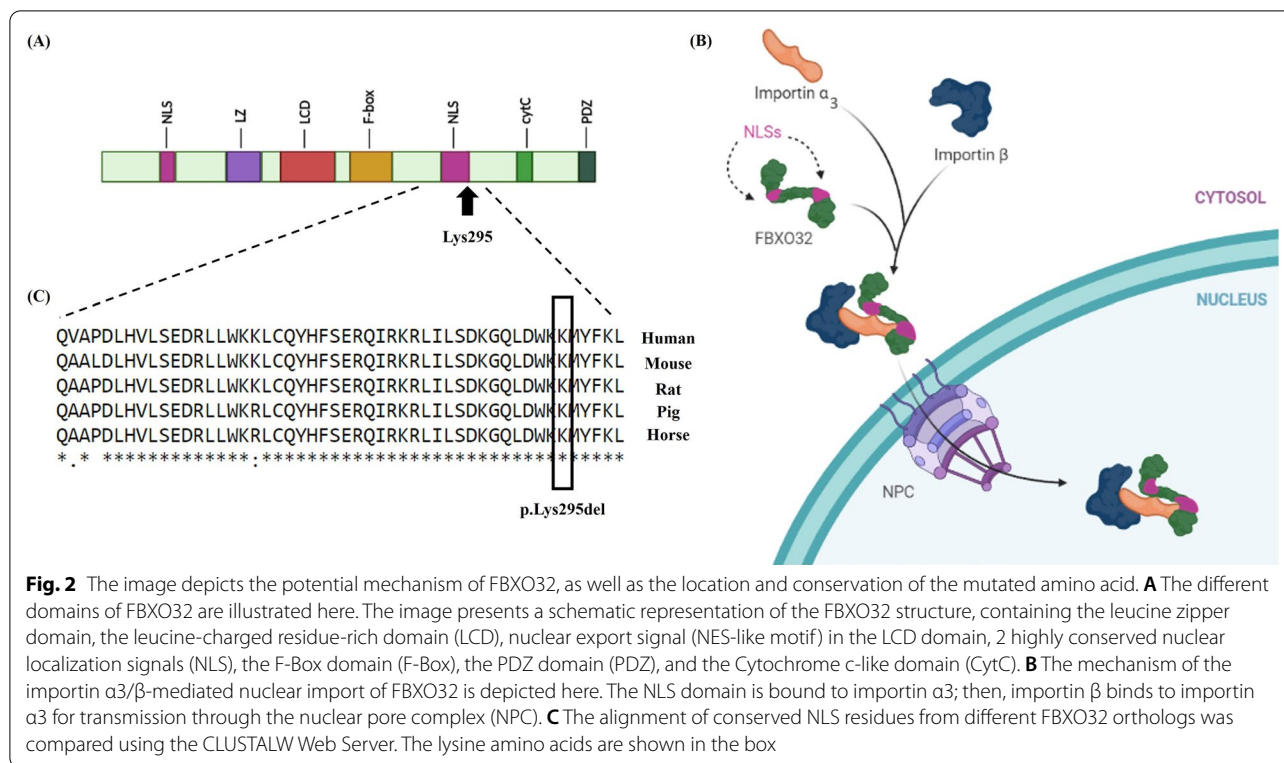 (A)
NLS
LZ
LCD
F-box
NLS
cytC
PDZ
Lys295
(C)
QVAPDLHVLSEDRLLWKKLCQYHFSERQIRKRLILSDKGQLDWKKMYFKL Human
QAALDLHVLSEDRLLWKKLCQYHFSERQIRKRLILSDKGQLDWKKMYFKL Mouse
QAAPDLHVLSEDRLLWKKLCQYHFSERQIRKRLILSDKGQLDWKKMYFKL Rat
QAAPDLHVLSEDRLLWKRLCQYHFSERQIRKRLILSDKGQLDWKKMYFKL Pig
QAAPDLHVLSEDRLLWKRLCQYHFSERQIRKRLILSDKGQLDWKKMYFKL Horse
*.* *************:********************************
p.Lys295del
(B)
Importin α3
NLSs
Importin β
FBXO32
CYTOSOL
NUCLEUS
NPC
Fig. 2 The image depicts the potential mechanism of FBXO32, as well as the location and conservation of the mutated amino acid. A The different
domains of FBXO32 are illustrated here. The image presents a schematic representation of the FBXO32 structure, containing the leucine zipper
domain, the leucine-charged residue-rich domain (LCD), nuclear export signal (NES-like motif) in the LCD domain, 2 highly conserved nuclear
localization signals (NLS), the F-Box domain (F-Box), the PDZ domain (PDZ), and the Cytochrome c-like domain (CytC). B The mechanism of the
importin α3/β-mediated nuclear import of FBXO32 is depicted here. The NLS domain is bound to importin α3; then, importin β binds to importin
α3 for transmission through the nuclear pore complex (NPC). C The alignment of conserved NLS residues from different FBXO32 orthologs was
compared using the CLUSTALW Web Server. The lysine amino acids are shown in the box